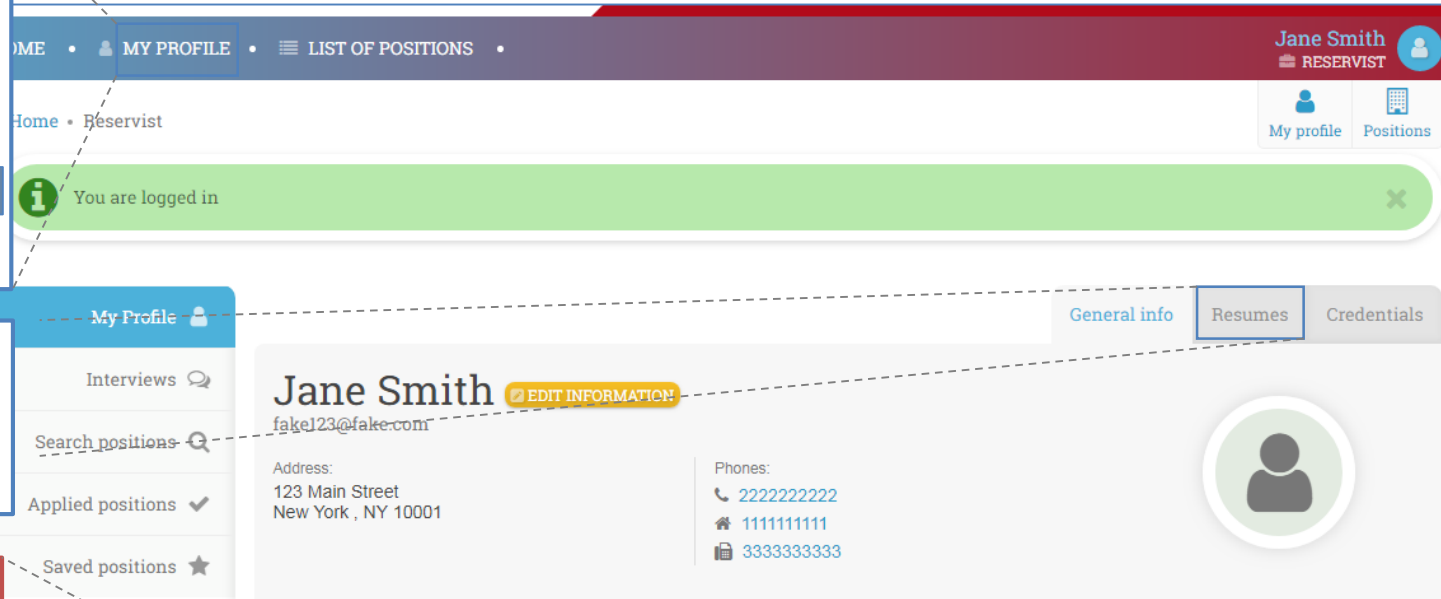 OME • MY PROFILE • LIST OF POSITIONS •
Jane Smith
RESERVIST
Home • Reservist
My profile Positions
You are logged in
My Profile
General info Resumes Credentials
Interviews
Search positions
Applied positions
Saved positions
Jane Smith EDIT INFORMATION
fake123@fake.com
Address:
123 Main Street
New York , NY 10001
Phones:
2222222222
1111111111
3333333333